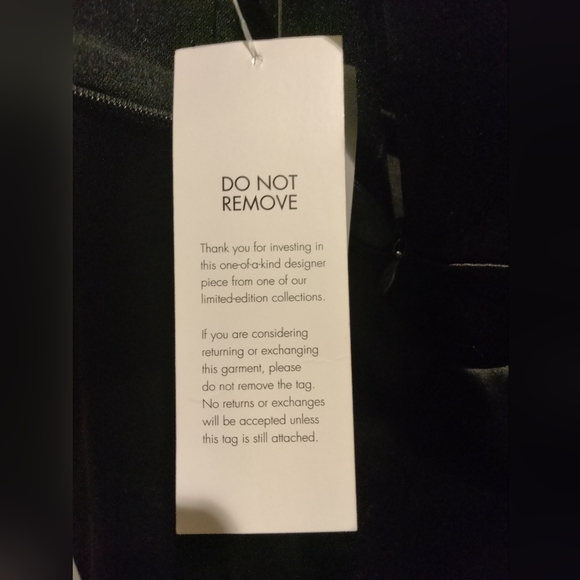 DO NOT
REMOVE
Thank you for investing in
this one-of-a-kind designer
piece from one of our
limited-edition collections.
If you are considering
returning or exchanging
this garment, please
do not remove the tag.
No returns or exchanges
will be accepted unless
this tag is still attached.